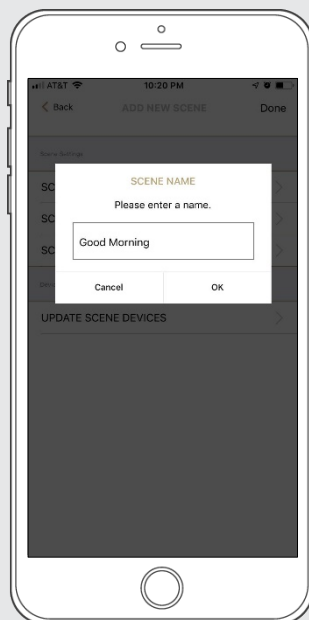 AT&T 10:20 PM
Back ADD NEW SCENE Done
Scene Settings
SC
SCENE NAME
Please enter a name.
SC
Good Morning
SC
Cancel OK
UPDATE SCENE DEVICES